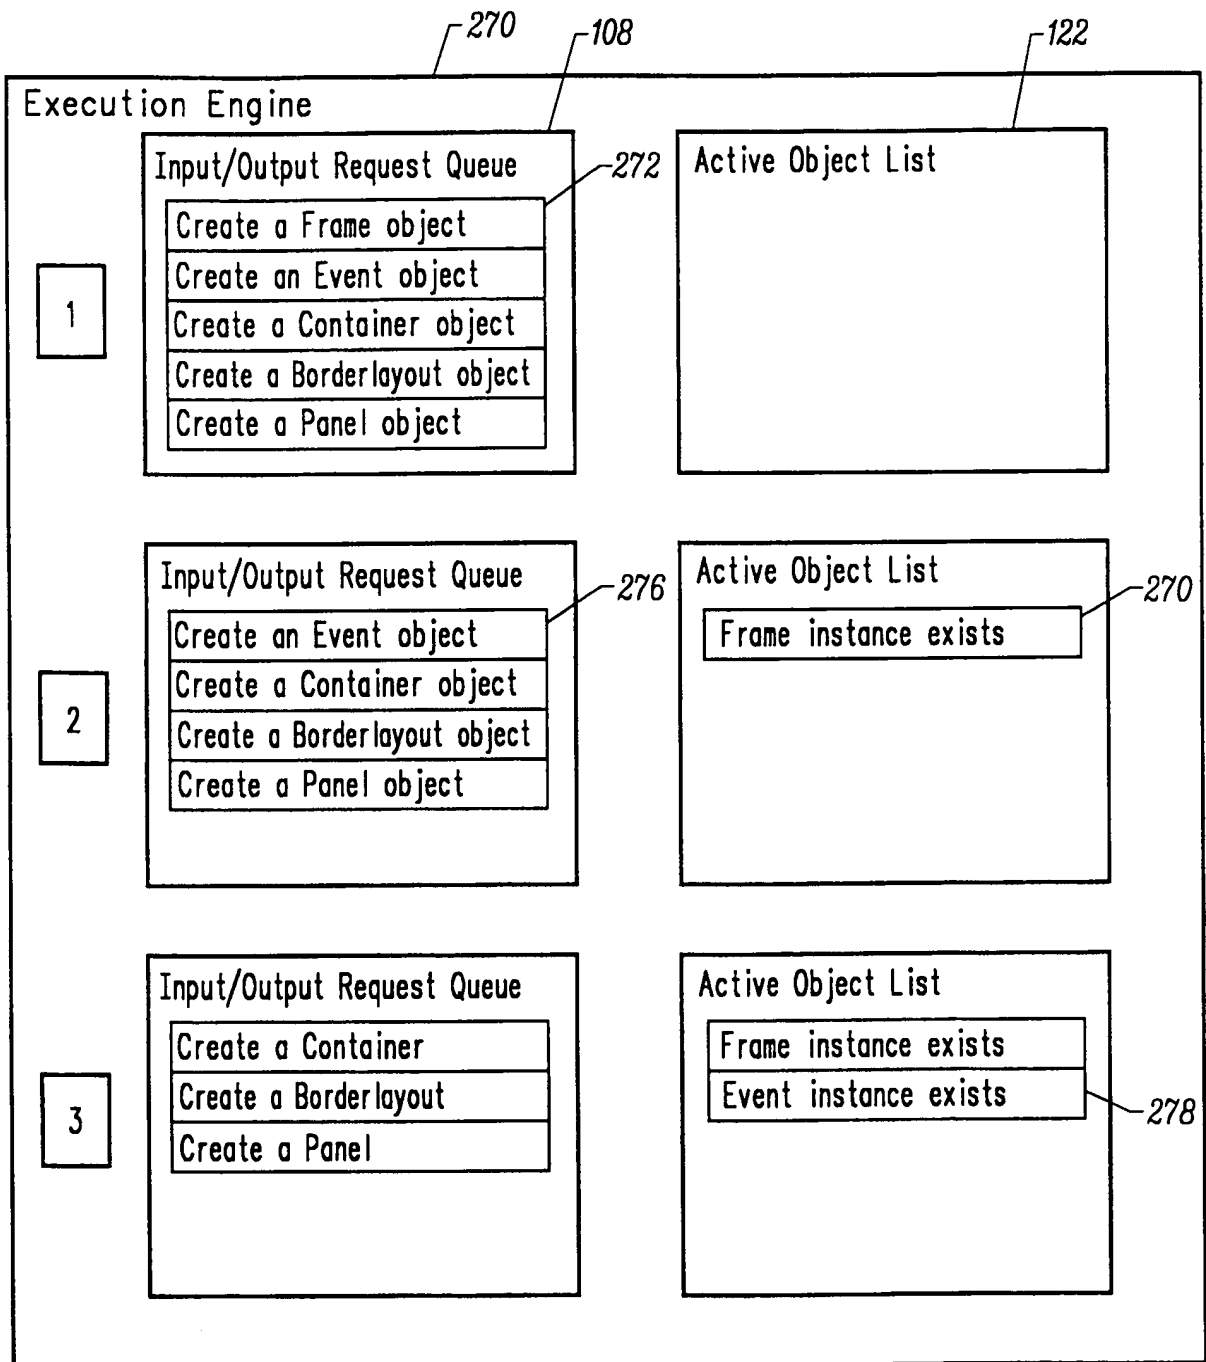 270
108
122
Execution Engine
Input/Output Request Queue
272
Active Object List
Create a Frame object
Create an Event object
Create a Container object
Create a Borderlayout object
Create a Panel object
1
Input/Output Request Queue
276
Active Object List
270
Create an Event object
Frame instance exists
Create a Container object
Create a Borderlayout object
Create a Panel object
2
Input/Output Request Queue
Active Object List
Create a Container
Frame instance exists
Create a Borderlayout
Event instance exists
278
Create a Panel
3